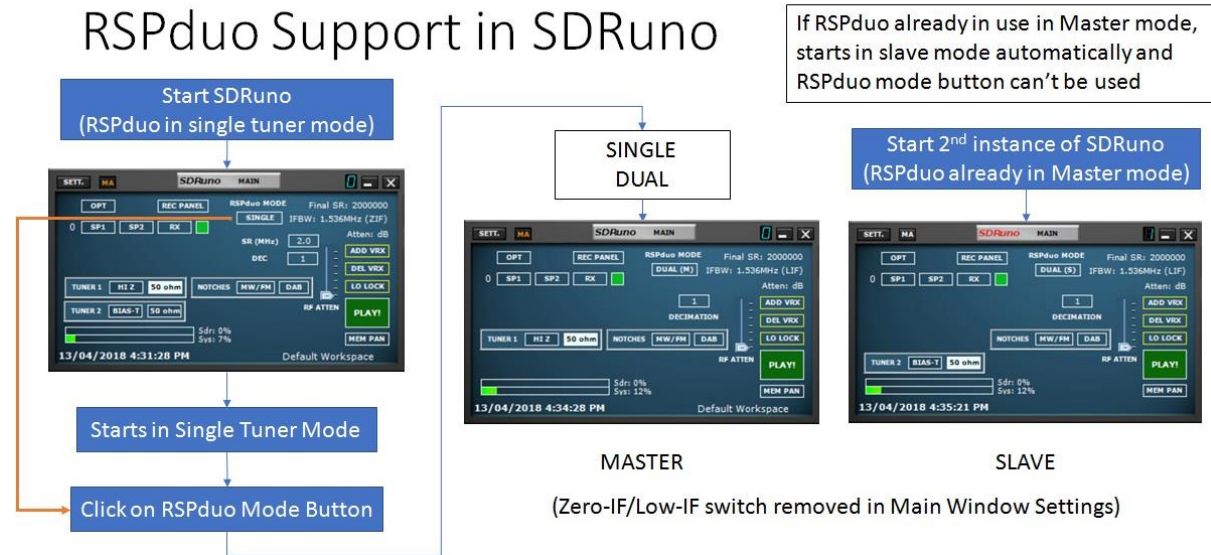 RSPduo Support in SDRuno
If RSPduo already in use in Master mode,
starts in slave mode automatically and
RSPduo mode button can’t be used
Start SDRuno
(RSPduo in single tuner mode)
SETT. MA SDRuno MAIN 0
OPT REC PANEL RSPduo MODE Final SR: 2000000
0 SP1 SP2 RX SINGLE IFBW: 1.536MHz (ZIF)
Atten: dB
SR (MHz) 2.0 ADD VRX
DEC 1 DEL VRX
TUNER 1 HI Z 50 ohm NOTCHES MW/FM DAB LO LOCK
TUNER 2 BIAS-T 50 ohm RF ATTEN PLAY!
Sdr: 0%
Sys: 7% MEM PAN
13/04/2018 4:31:28 PM Default Workspace
Starts in Single Tuner Mode
Click on RSPduo Mode Button
SINGLE
DUAL
SETT. MA SDRuno MAIN 0
OPT REC PANEL RSPduo MODE Final SR: 2000000
0 SP1 SP2 RX DUAL (M) IFBW: 1.536MHz (LIF)
Atten: dB
1 ADD VRX
DECIMATION DEL VRX
TUNER 1 HI Z 50 ohm NOTCHES MW/FM DAB LO LOCK
RF ATTEN PLAY!
Sdr: 0%
Sys: 12% MEM PAN
13/04/2018 4:34:28 PM Default Workspace
MASTER
Start 2nd instance of SDRuno
(RSPduo already in Master mode)
SETT. MA SDRuno MAIN 1
OPT REC PANEL RSPduo MODE Final SR: 2000000
0 SP1 SP2 RX DUAL (S) IFBW: 1.536MHz (LIF)
Atten: dB
1 ADD VRX
DECIMATION DEL VRX
NOTCHES MW/FM DAB LO LOCK
TUNER 2 BIAS-T 50 ohm RF ATTEN PLAY!
Sdr: 0%
Sys: 12% MEM PAN
13/04/2018 4:35:21 PM
SLAVE
(Zero-IF/Low-IF switch removed in Main Window Settings)